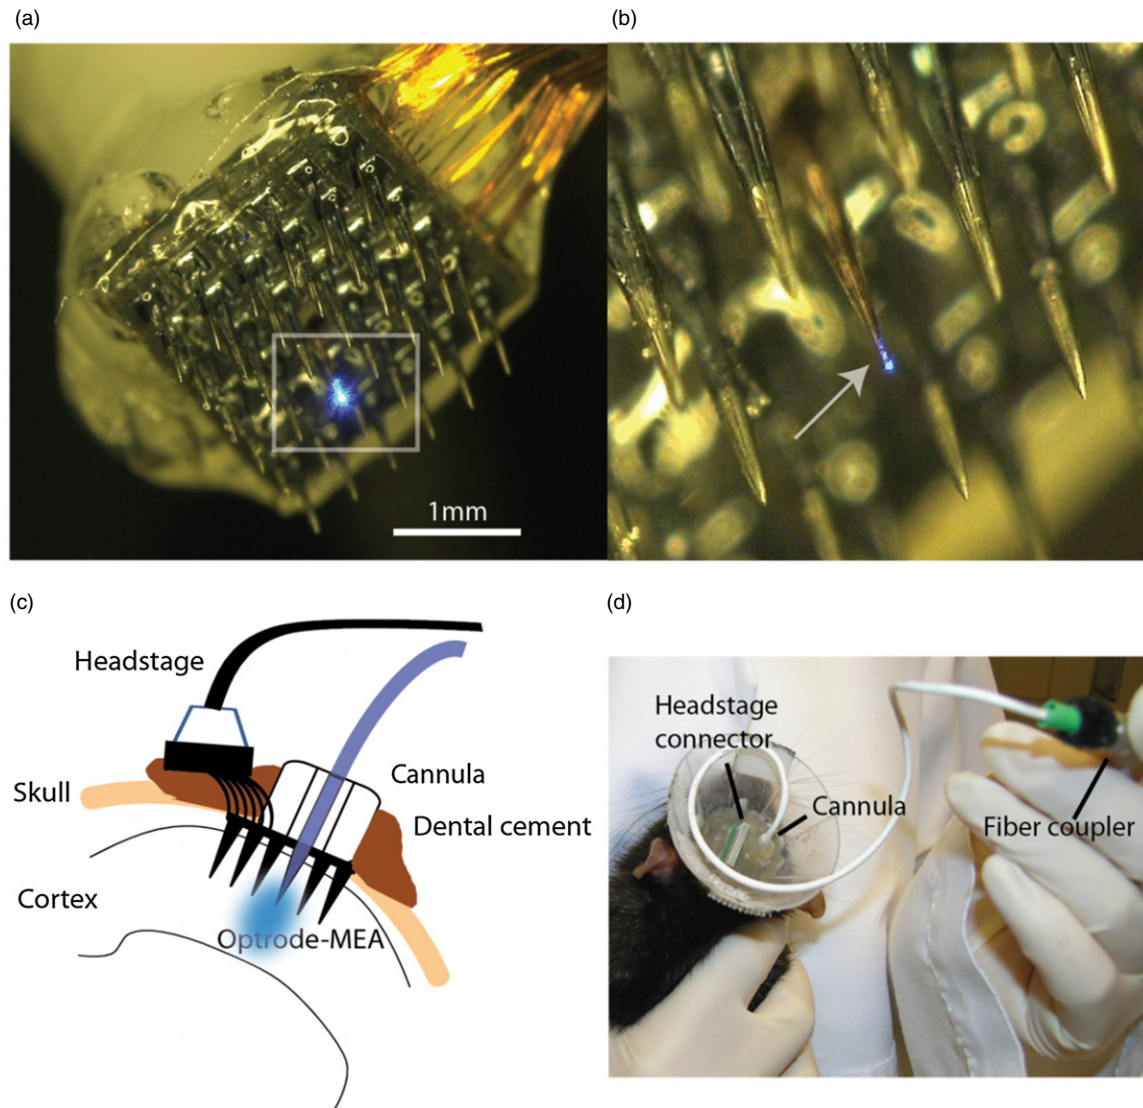 (a)
(b)
1mm
(c)
(d)
Headstage
Skull
Cannula
Dental cement
Cortex
Optrode-MEA
Headstage
connector
Cannula
Fiber coupler